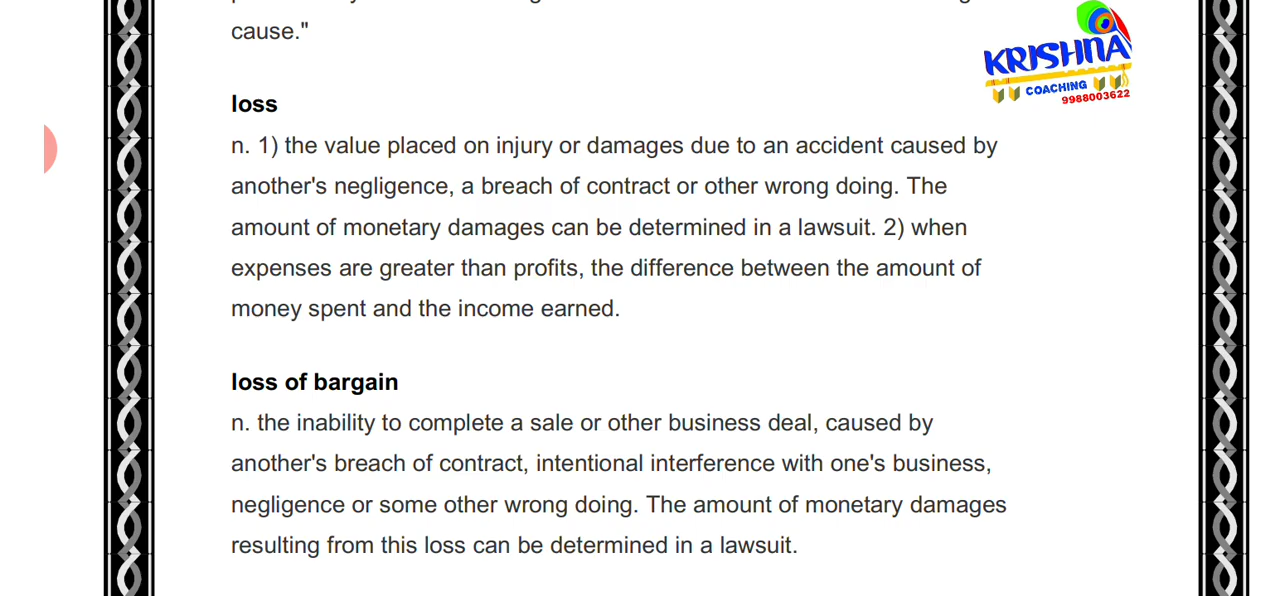 cause."
KRISHNA
COACHING
9988003622
loss
n. 1) the value placed on injury or damages due to an accident caused by
another's negligence, a breach of contract or other wrong doing. The
amount of monetary damages can be determined in a lawsuit. 2) when
expenses are greater than profits, the difference between the amount of
money spent and the income earned.
loss of bargain
n. the inability to complete a sale or other business deal, caused by
another's breach of contract, intentional interference with one's business,
negligence or some other wrong doing. The amount of monetary damages
resulting from this loss can be determined in a lawsuit.